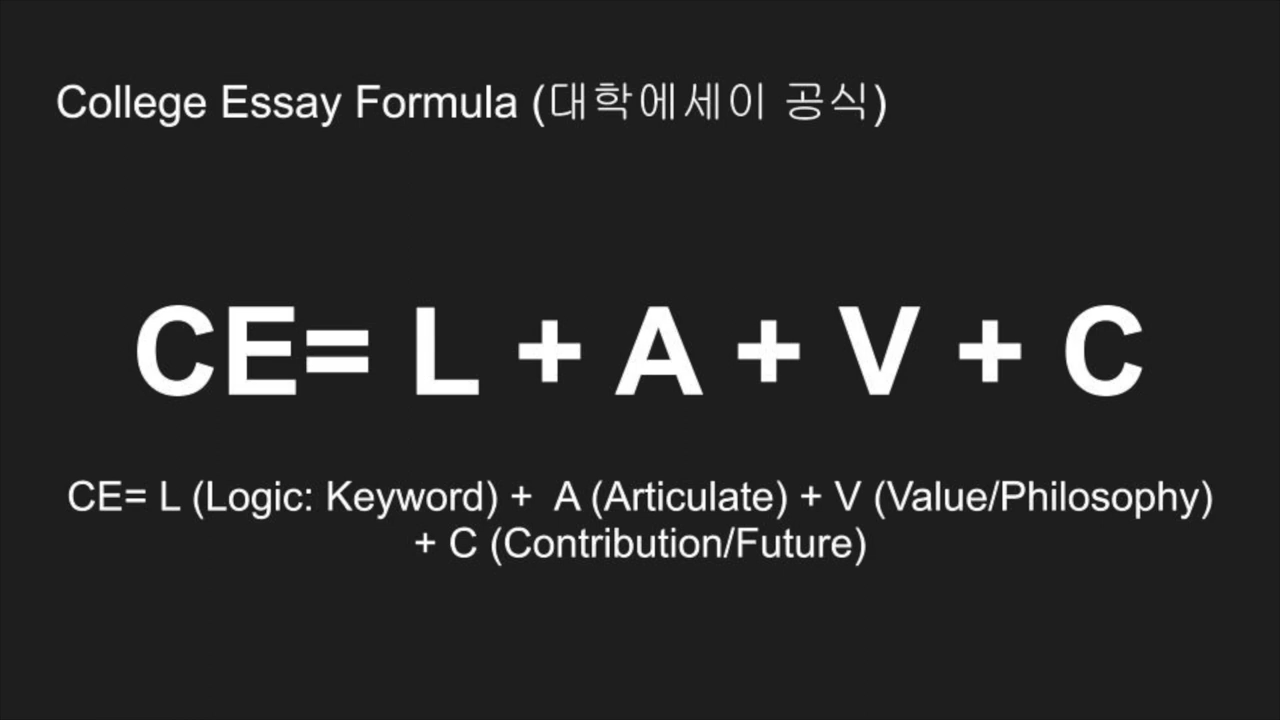 College Essay Formula (대학에세이 공식)
CE= L + A + V + C
CE= L (Logic: Keyword) +  A (Articulate) + V (Value/Philosophy)
+ C (Contribution/Future)